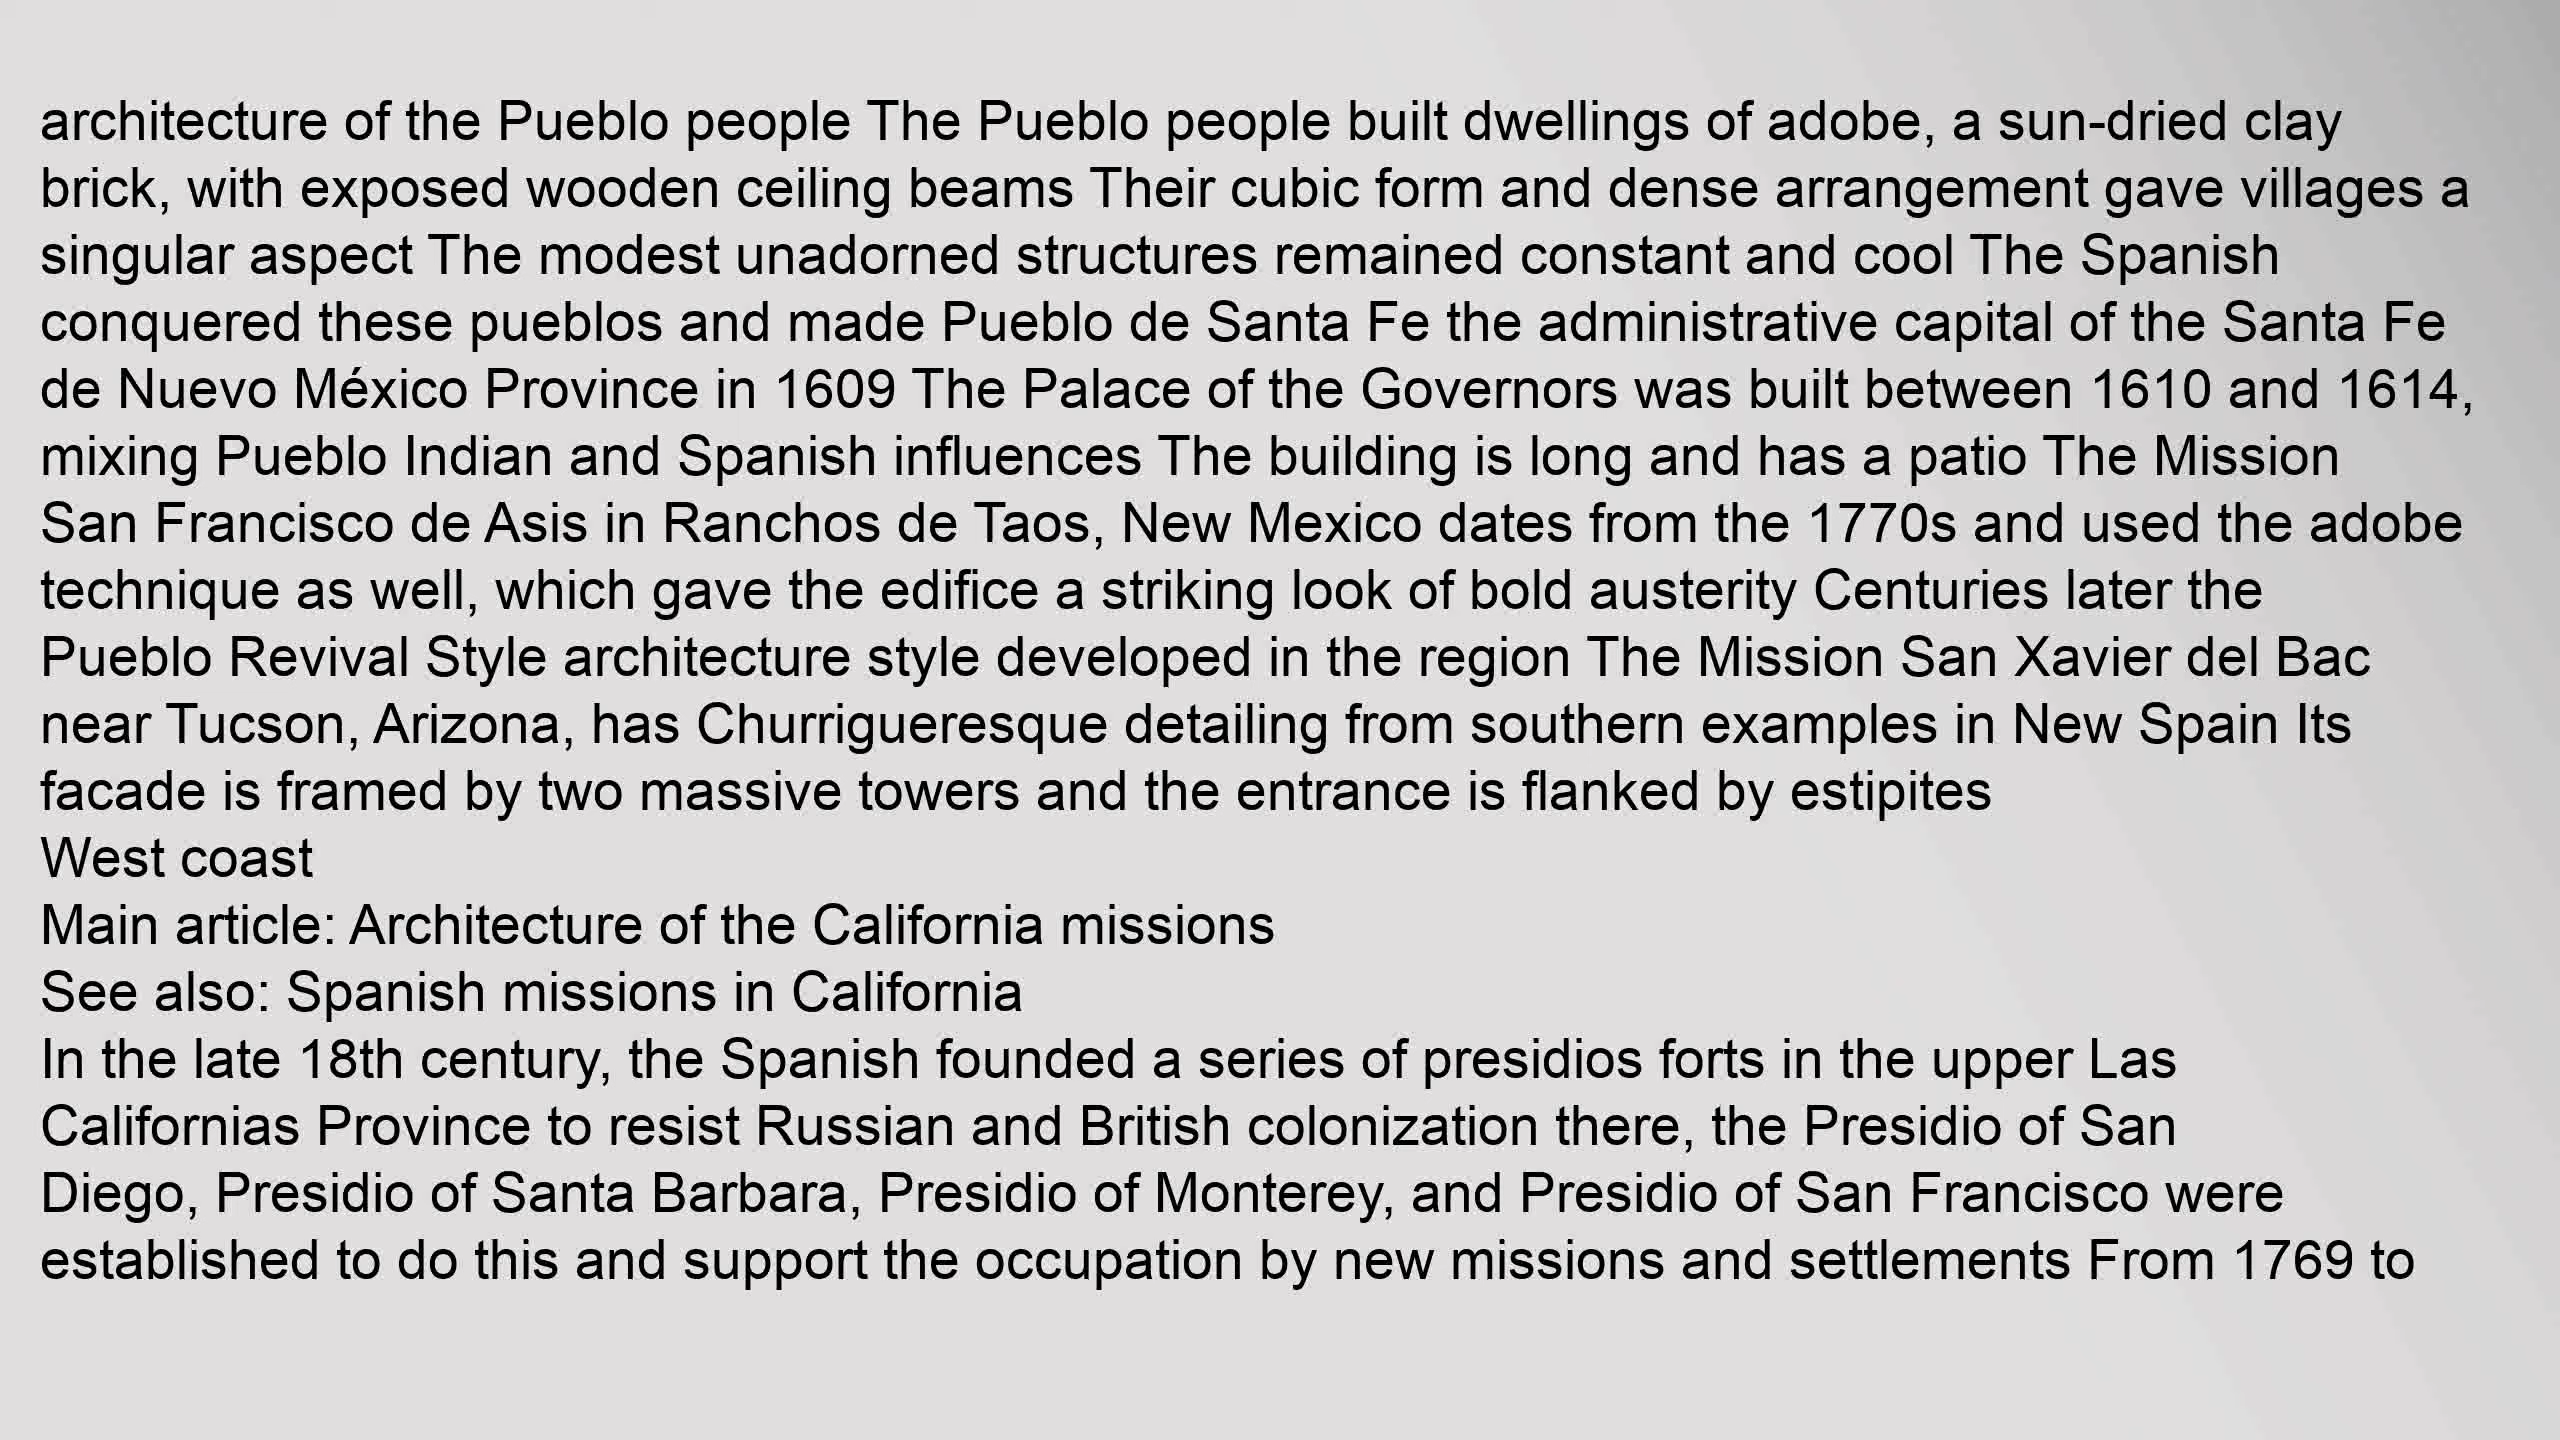 architecture of the Pueblo people The Pueblo people built dwellings of adobe, a sun-dried clay
brick, with exposed wooden ceiling beams Their cubic form and dense arrangement gave villages a
singular aspect The modest unadorned structures remained constant and cool The Spanish
conquered these pueblos and made Pueblo de Santa Fe the administrative capital of the Santa Fe
de Nuevo México Province in 1609 The Palace of the Governors was built between 1610 and 1614,
mixing Pueblo Indian and Spanish influences The building is long and has a patio The Mission
San Francisco de Asis in Ranchos de Taos, New Mexico dates from the 1770s and used the adobe
technique as well, which gave the edifice a striking look of bold austerity Centuries later the
Pueblo Revival Style architecture style developed in the region The Mission San Xavier del Bac
near Tucson, Arizona, has Churrigueresque detailing from southern examples in New Spain Its
facade is framed by two massive towers and the entrance is flanked by estipites
West coast
Main article: Architecture of the California missions
See also: Spanish missions in California
In the late 18th century, the Spanish founded a series of presidios forts in the upper Las
Californias Province to resist Russian and British colonization there, the Presidio of San
Diego, Presidio of Santa Barbara, Presidio of Monterey, and Presidio of San Francisco were
established to do this and support the occupation by new missions and settlements From 1769 to